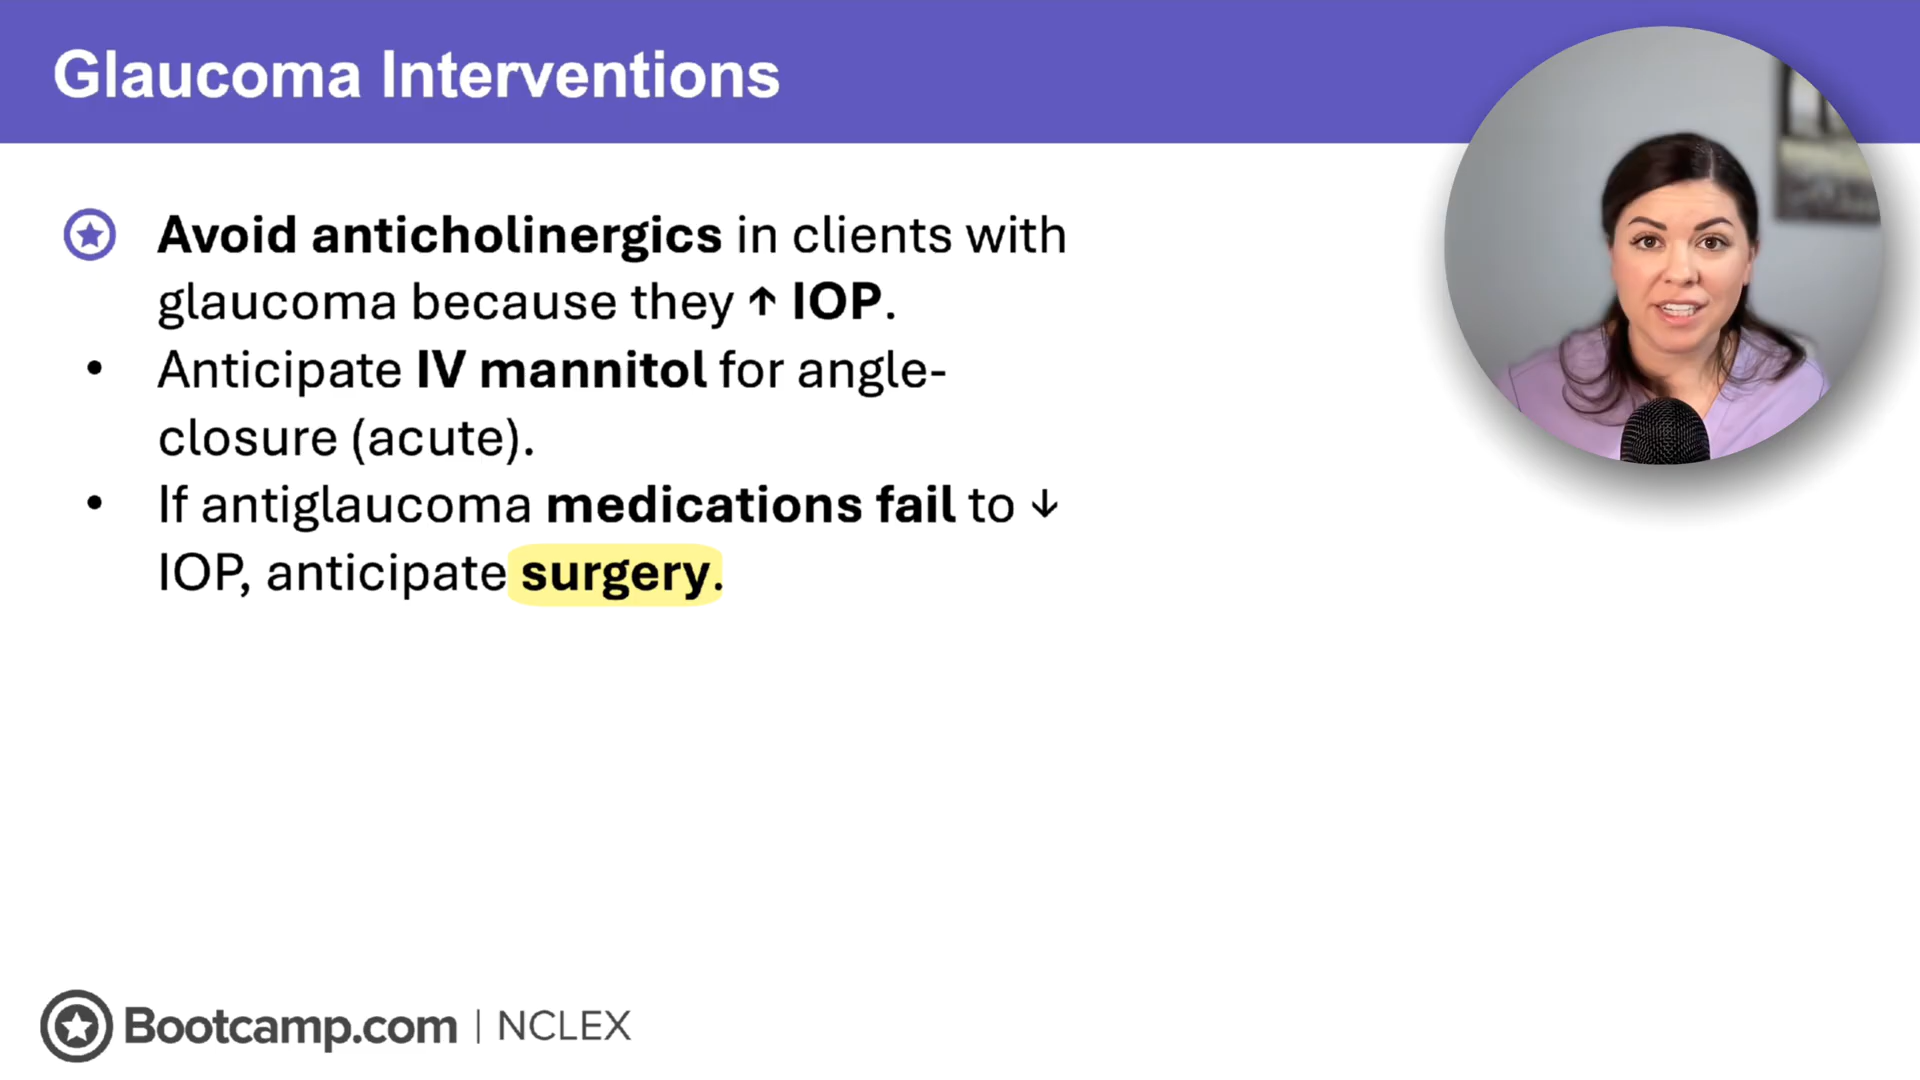 Glaucoma Interventions
Avoid anticholinergics in clients with
glaucoma because they ↑ IOP.
• Anticipate IV mannitol for angle-
closure (acute).
• If antiglaucoma medications fail to ↓
IOP, anticipate surgery.
Bootcamp.com | NCLEX